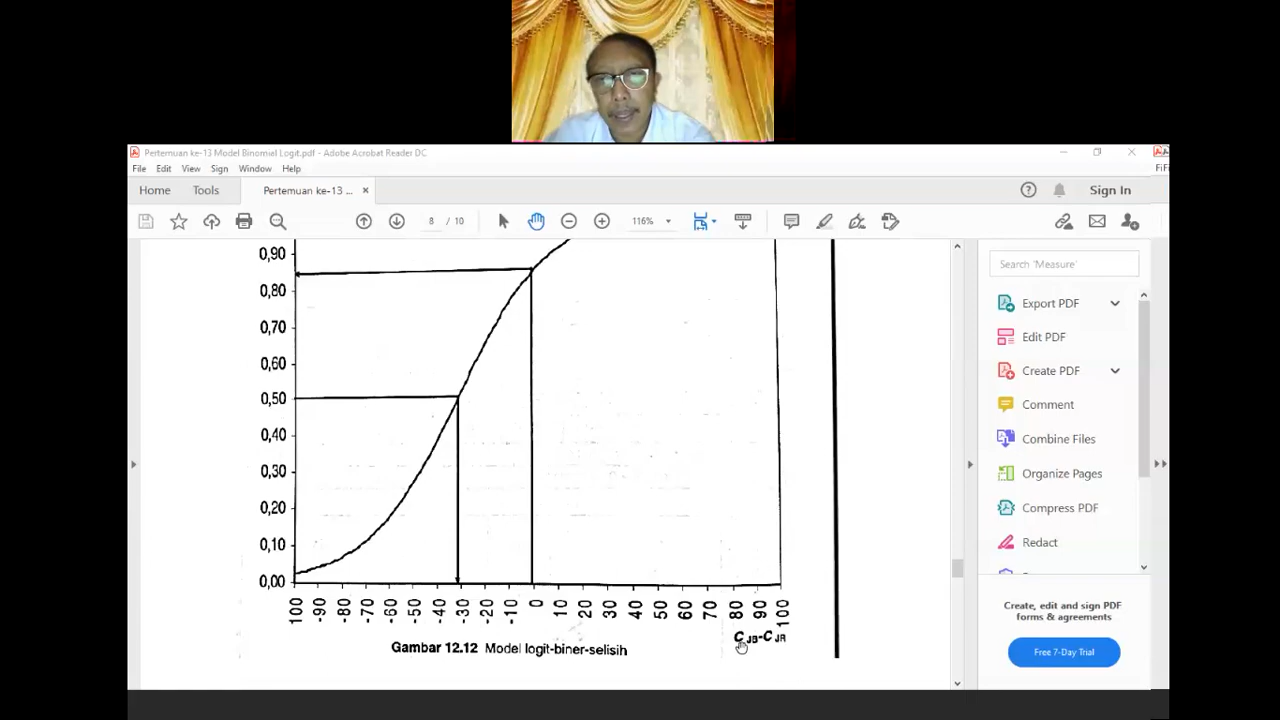 Pertemuan ke-13 Model Binomial Logit.pdf - Adobe Acrobat Reader DC
FiFi
File Edit View Sign Window Help
Home Tools Pertemuan ke-13 ... × Sign In
8 / 10 116%
Search 'Measure'
Export PDF
Edit PDF
Create PDF
Comment
Combine Files
Organize Pages
Compress PDF
Redact
Create, edit and sign PDF
forms & agreements
Free 7-Day Trial
0,90
0,80
0,70
0,60
0,50
0,40
0,30
0,20
0,10
0,00
-100 -90 -80 -70 -60 -50 -40 -30 -20 -10 0 10 20 30 40 50 60 70 80 90 100
C JB-C JR
Gambar 12.12 Model logit-biner-selisih